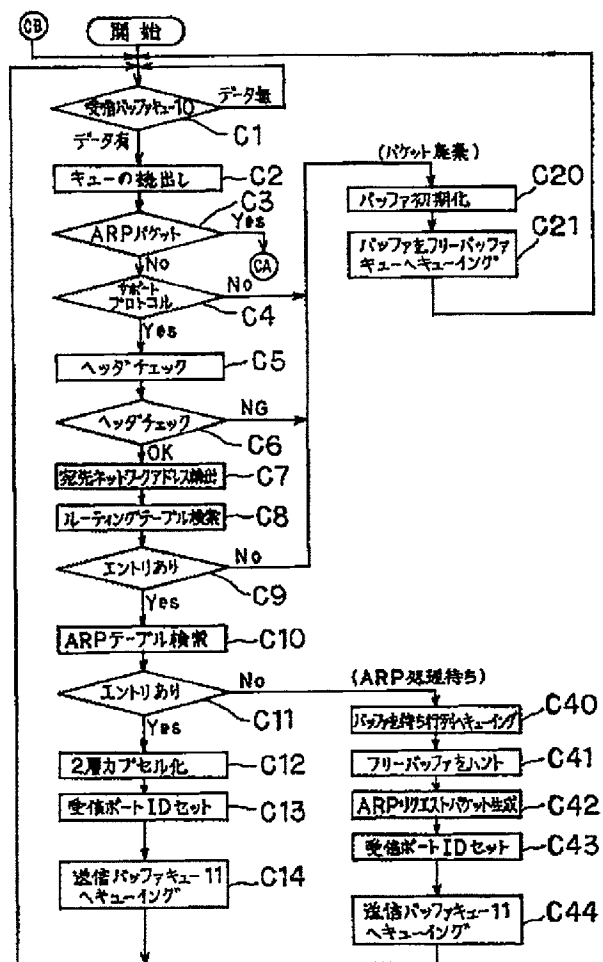 CB
開始
受信バッファキュー10
データ無
C1
データ有
キューの検出し
C2
C3
ARPパケット
Yes
CA
No
サポート
プロトコル
No
C4
Yes
ヘッダチェック
C5
ヘッダチェック
NG
C6
OK
宛先ネットワークアドレス検出
C7
ルーティングテーブル検索
C8
エントリあり
No
C9
Yes
ARPテーブル検索
C10
エントリあり
No
C11
Yes
2層カプセル化
C12
受信ポートIDセット
C13
送信バッファキュー11
へキューイング
C14
(パケット廃棄)
バッファ初期化
C20
バッファをフリーバッファ
キューへキューイング
C21
(ARP処理待ち)
バッファを待ち行列へキューイング
C40
フリーバッファをハント
C41
ARPリクエストパケット生成
C42
受信ポートIDセット
C43
送信バッファキュー11
へキューイング
C44